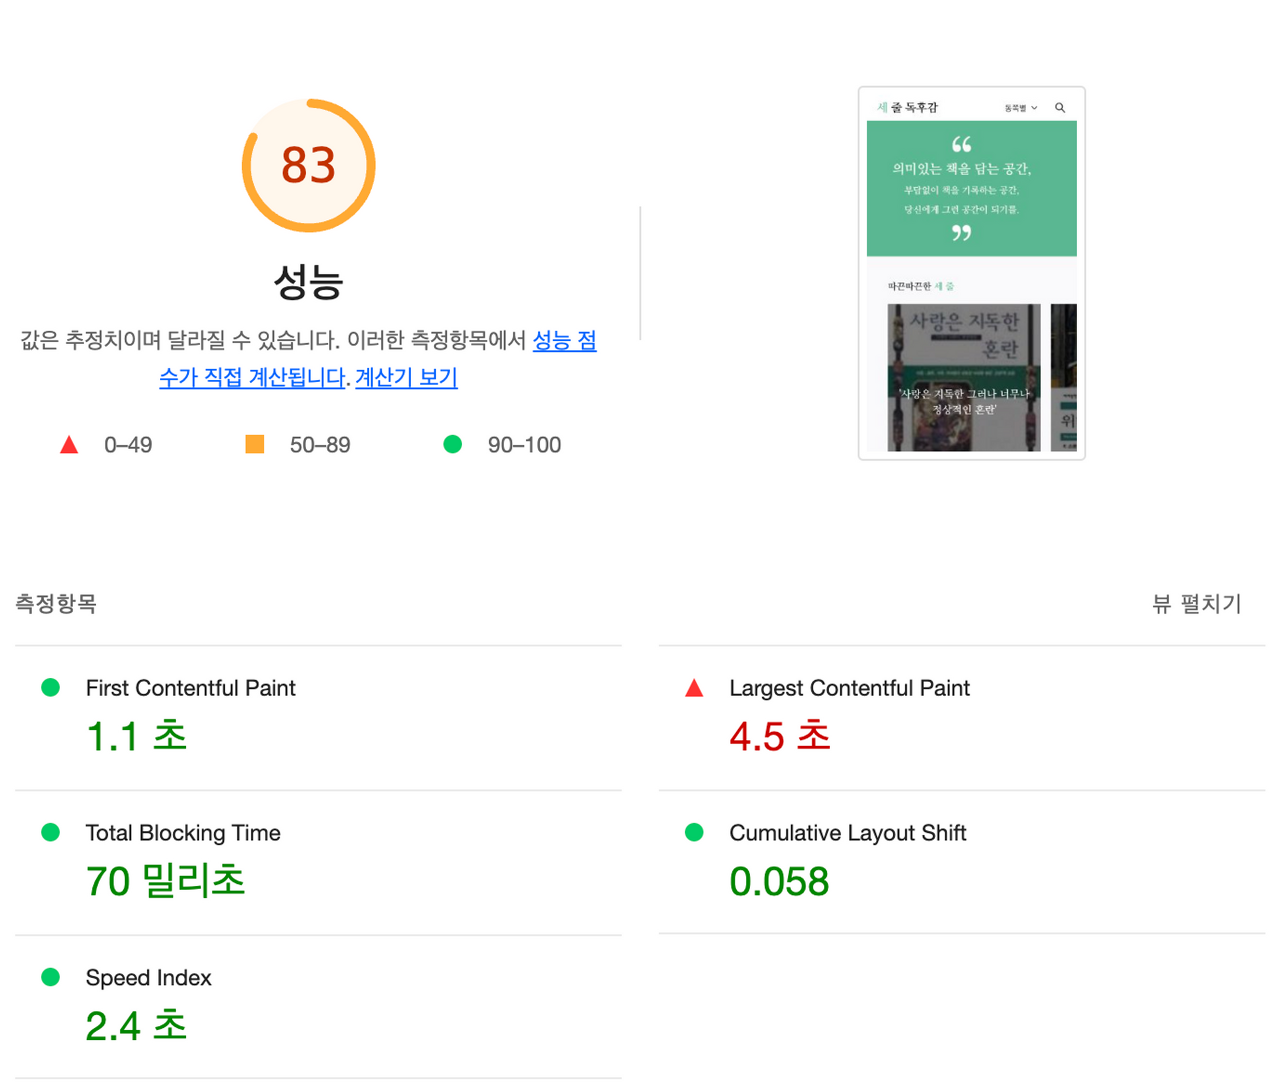 83
성능
값은 추정치이며 달라질 수 있습니다. 이러한 측정항목에서 성능 점
수가 직접 계산됩니다. 계산기 보기
0–49
50–89
90–100
세 줄 독후감
동쪽별
“
의미있는 책을 담는 공간,
부담없이 책을 기록하는 공간,
당신에게 그런 공간이 되기를.
”
따끈따끈한 세 줄
사랑은 지독한
혼란
'사랑은 지독한 그러나 너무나
정상적인 혼란'
위
측정항목
뷰 펼치기
First Contentful Paint
1.1 초
Largest Contentful Paint
4.5 초
Total Blocking Time
70 밀리초
Cumulative Layout Shift
0.058
Speed Index
2.4 초